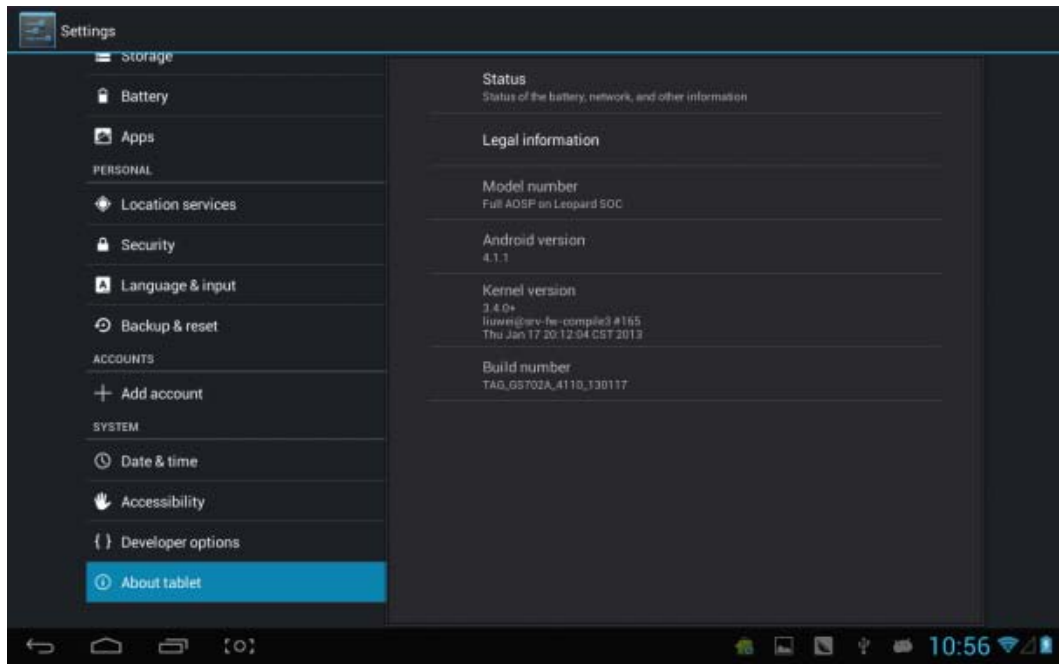 Settings
Storage
Battery
Apps
PERSONAL
Location services
Security
Language & input
Backup & reset
ACCOUNTS
Add account
SYSTEM
Date & time
Accessibility
Developer options
About tablet
Status
Status of the battery, network, and other information
Legal information
Model number
Full AOSP on Leopard SOC
Android version
4.1.1
Kernel version
3.4.0+
liuwei@srv-fw-compile3 #165
Thu Jan 17 20:12:04 CST 2013
Build number
TAG_GS702A_4110_130117
10:56